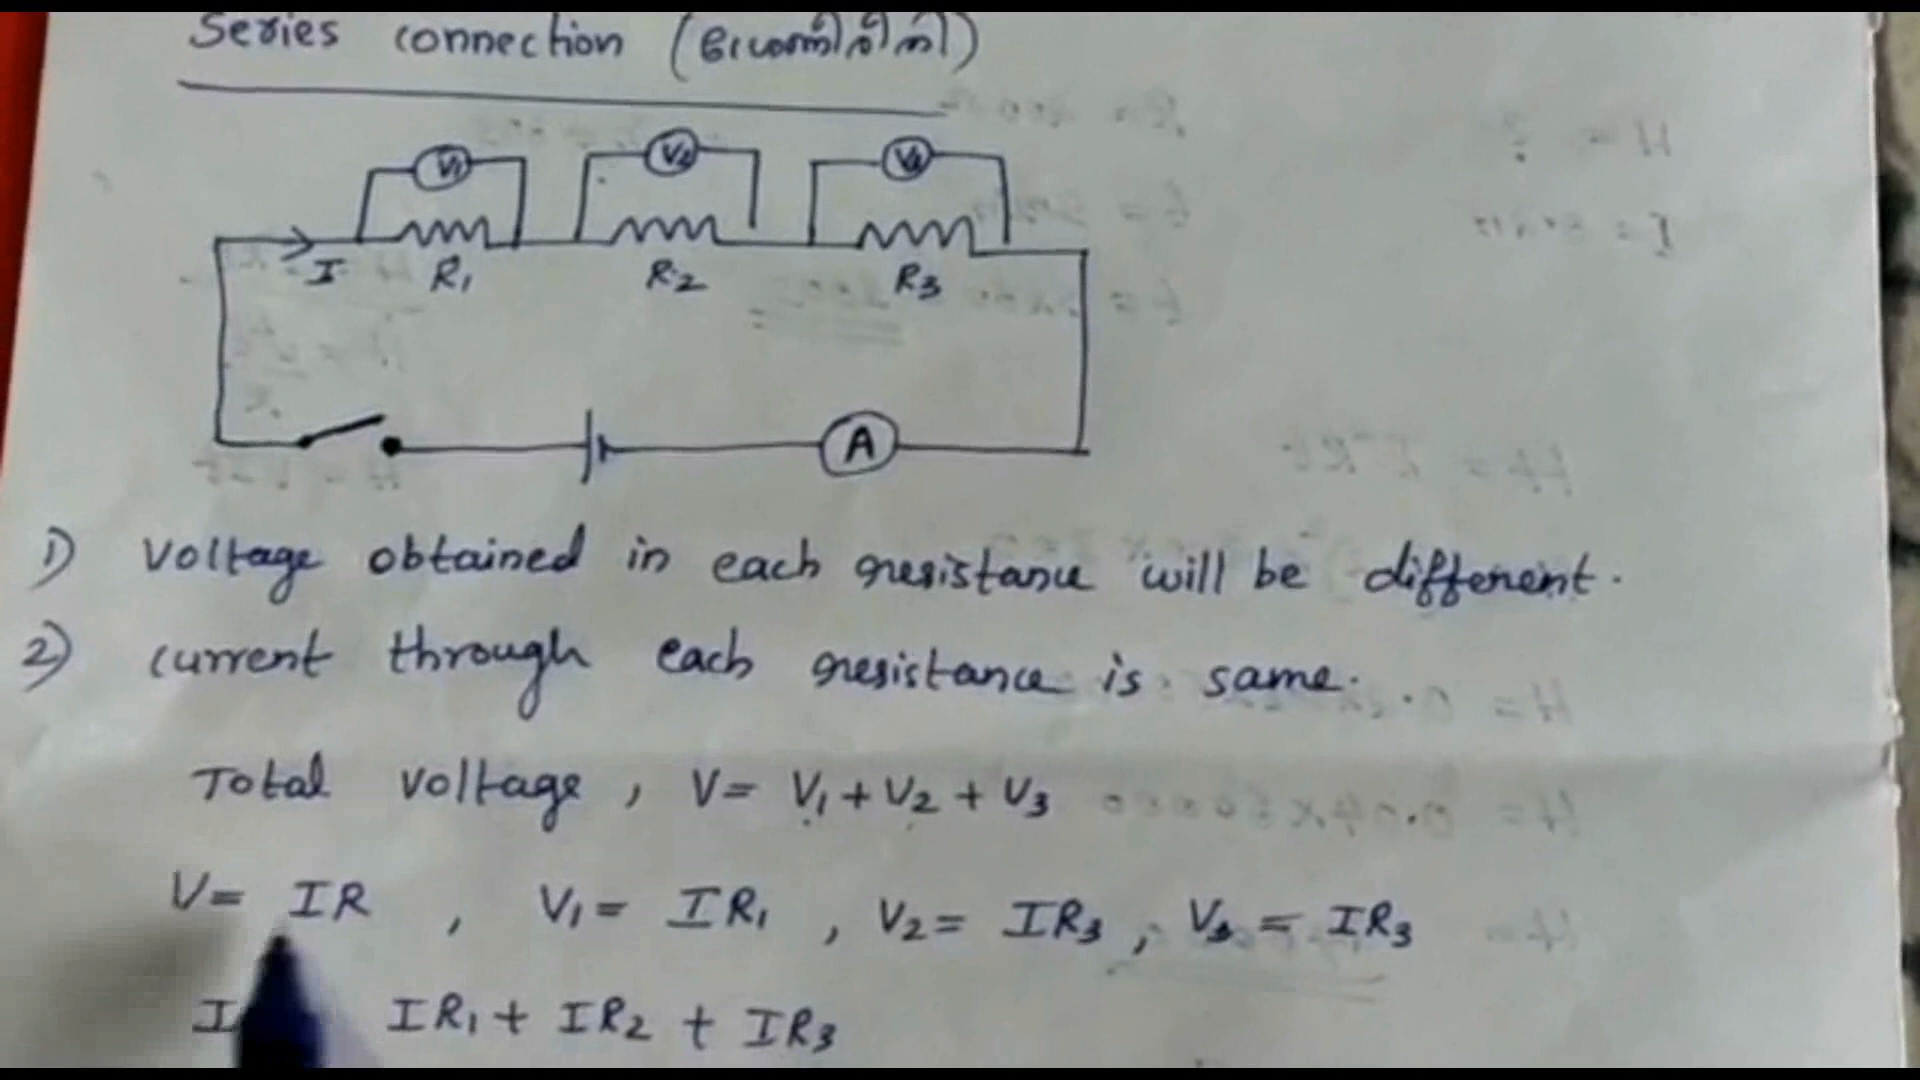 Series connection (ശ്രേണീരീതി)
V1 V2 V3
I R1 R2 R3
A
1) Voltage obtained in each resistance will be different.
2) current through each resistance is same.
Total voltage, V= V1 + V2 + V3
V= IR , V1 = IR1 , V2 = IR3 , V3 = IR3
I IR1 + IR2 + IR3